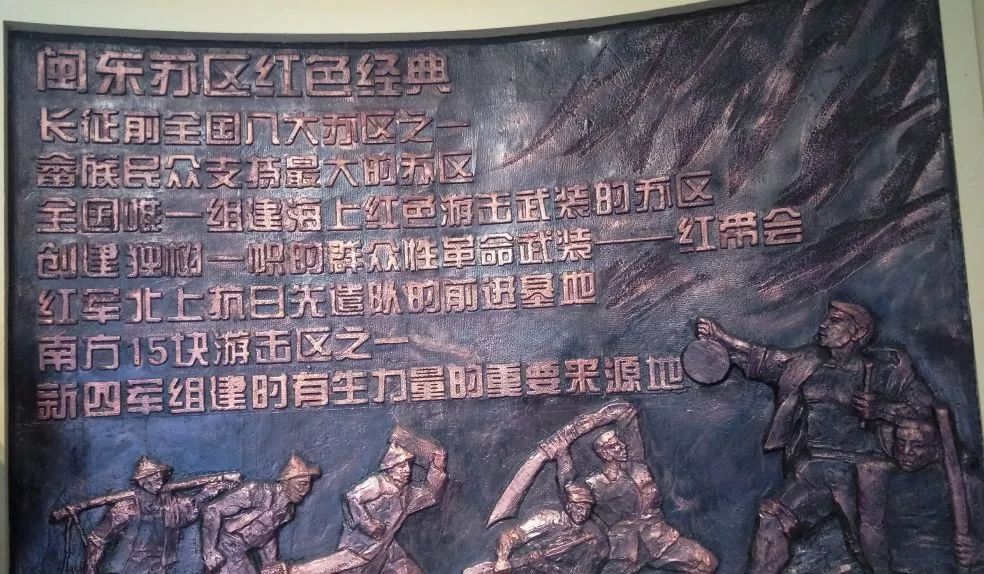 闽东苏区红色经典
长征前全国八大苏区之一
畲族民众支持最大的苏区
全国唯一组建海上红色游击武装的苏区
创建独树一帜的群众性革命武装——红带会
红军北上抗日先遣队的前进基地
南方15块游击区之一
新四军组建时有生力量的重要来源地